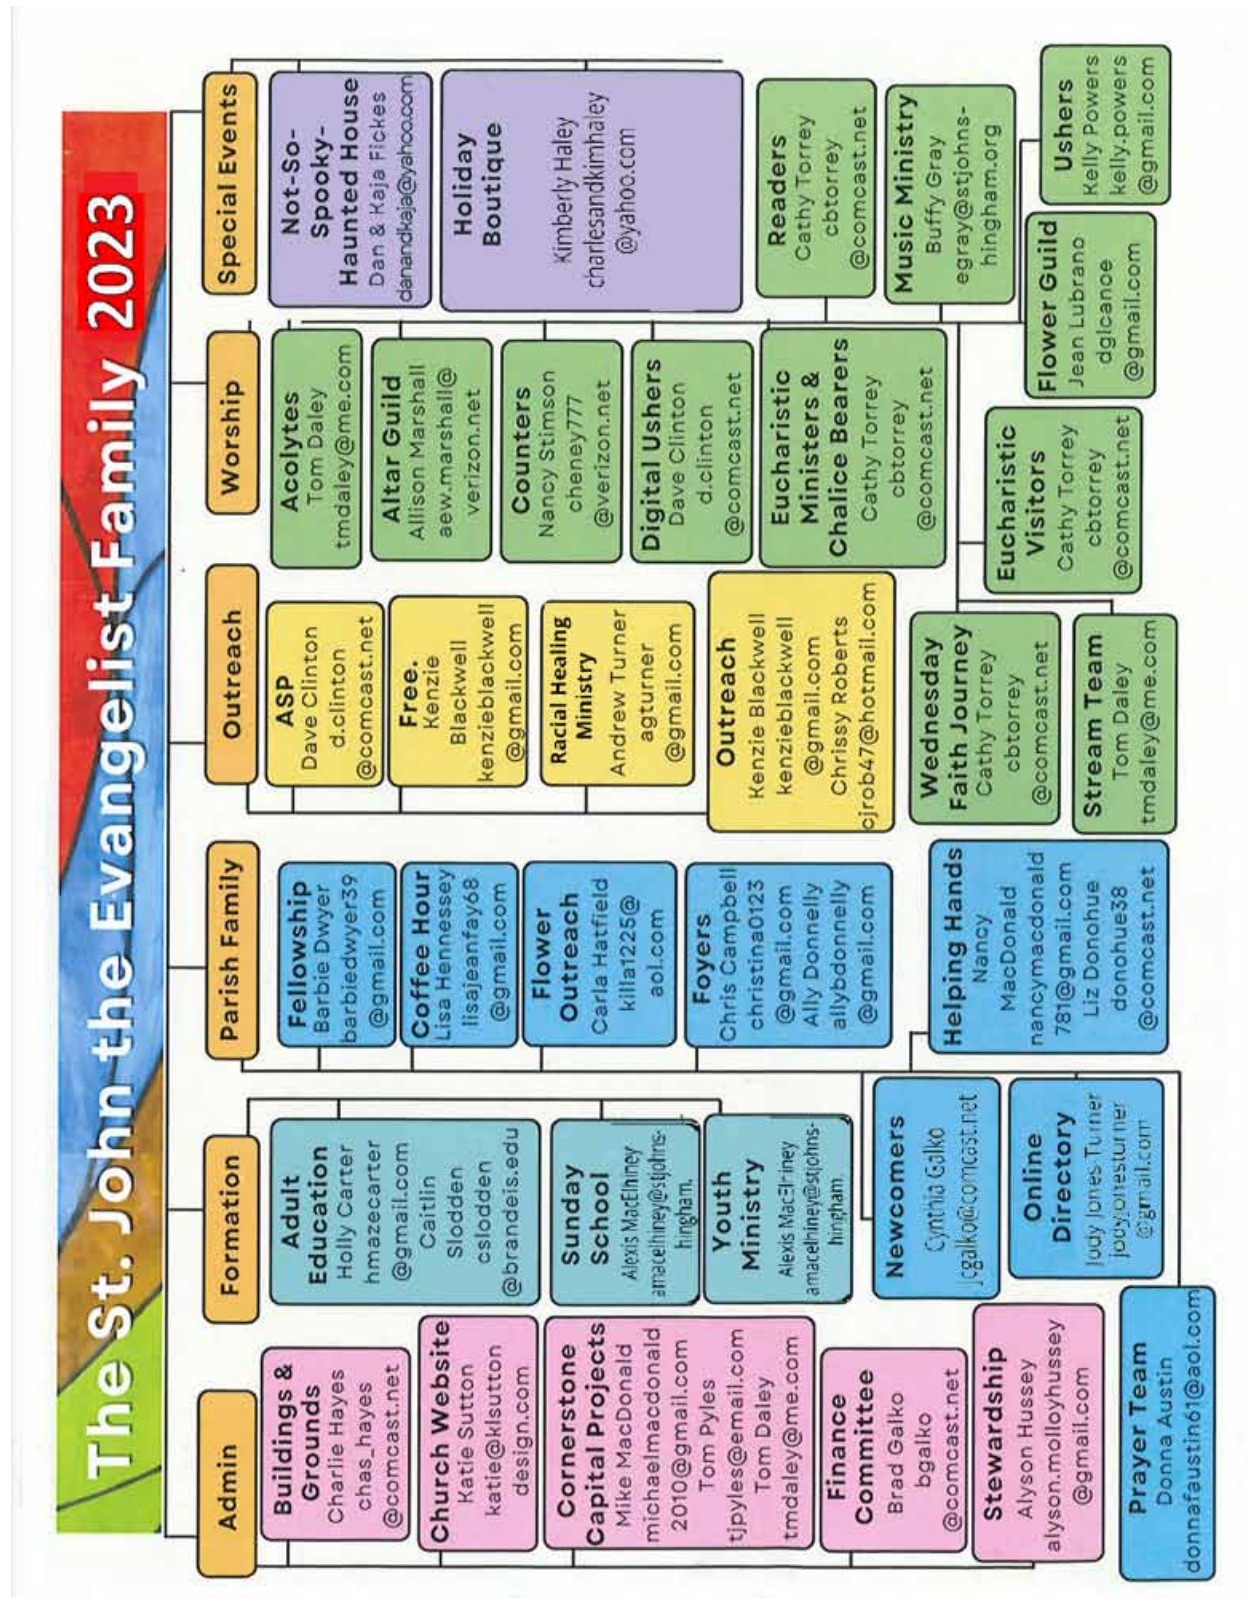 The St. John the Evangelist Family 2023
Admin
Buildings &
Grounds
Charlie Hayes
chas_hayes
@comcast.net
Church Website
Katie Sutton
katie@klsutton
design.com
Cornerstone
Capital Projects
Mike MacDonald
michaelmacdonald
2010@gmail.com
Tom Pyles
tjpyles@email.com
Tom Daley
tmdaley@me.com
Finance
Committee
Brad Galko
bgalko
@comcast.net
Stewardship
Alyson Hussey
alyson.molloyhussey
@gmail.com
Formation
Adult
Education
Holly Carter
hmazecarter
@gmail.com
Caitlin
Slodden
cslodden
@brandeis.edu
Sunday
School
Alexis MacElhiney
amacelhiney@stjohns-
hingham.
Youth
Ministry
Alexis MacElhiney
amacelhiney@stjohns-
hingham.
Parish Family
Fellowship
Barbie Dwyer
barbiedwyer39
@gmail.com
Coffee Hour
Lisa Hennessey
lisajeanfay68
@gmail.com
Flower
Outreach
Carla Hatfield
killa1225@
aol.com
Foyers
Chris Campbell
christina0123
@gmail.com
Ally Donnelly
allybdonnelly
@gmail.com
Helping Hands
Nancy
MacDonald
nancymacdonald
781@gmail.com
Liz Donohue
donohue38
@comcast.net
Newcomers
Cynthia Galko
jcgalko@comcast.net
Online
Directory
Judy Jones Turner
joudyjonesturner
@gmail.com
Prayer Team
Donna Austin
donnafaustin61@aol.com
Outreach
ASP
Dave Clinton
d.clinton
@comcast.net
Free.
Kenzie
Blackwell
kenzieblackwell
@gmail.com
Racial Healing
Ministry
Andrew Turner
agturner
@gmail.com
Outreach
Kenzie Blackwell
kenzieblackwell
@gmail.com
Chrissy Roberts
cjrob47@hotmail.com
Worship
Acolytes
Tom Daley
tmdaley@me.com
Altar Guild
Allison Marshall
aew.marshall@
verizon.net
Counters
Nancy Stimson
cheney777
@verizon.net
Digital Ushers
Dave Clinton
d.clinton
@comcast.net
Eucharistic
Ministers &
Chalice Bearers
Cathy Torrey
cbtorrey
@comcast.net
Eucharistic
Visitors
Cathy Torrey
cbtorrey
@comcast.net
Wednesday
Faith Journey
Cathy Torrey
cbtorrey
@comcast.net
Stream Team
Tom Daley
tmdaley@me.com
Readers
Cathy Torrey
cbtorrey
@comcast.net
Music Ministry
Buffy Gray
egray@stjohns-
hingham.org
Flower Guild
Jean Lubrano
dglcanoe
@gmail.com
Ushers
Kelly Powers
kelly.powers
@gmail.com
Special Events
Not-So-
Spooky-
Haunted House
Dan & Kaja Fickes
danandkaja@yahoo.com
Holiday
Boutique
Kimberly Haley
charlesandkimhaley
@yahoo.com